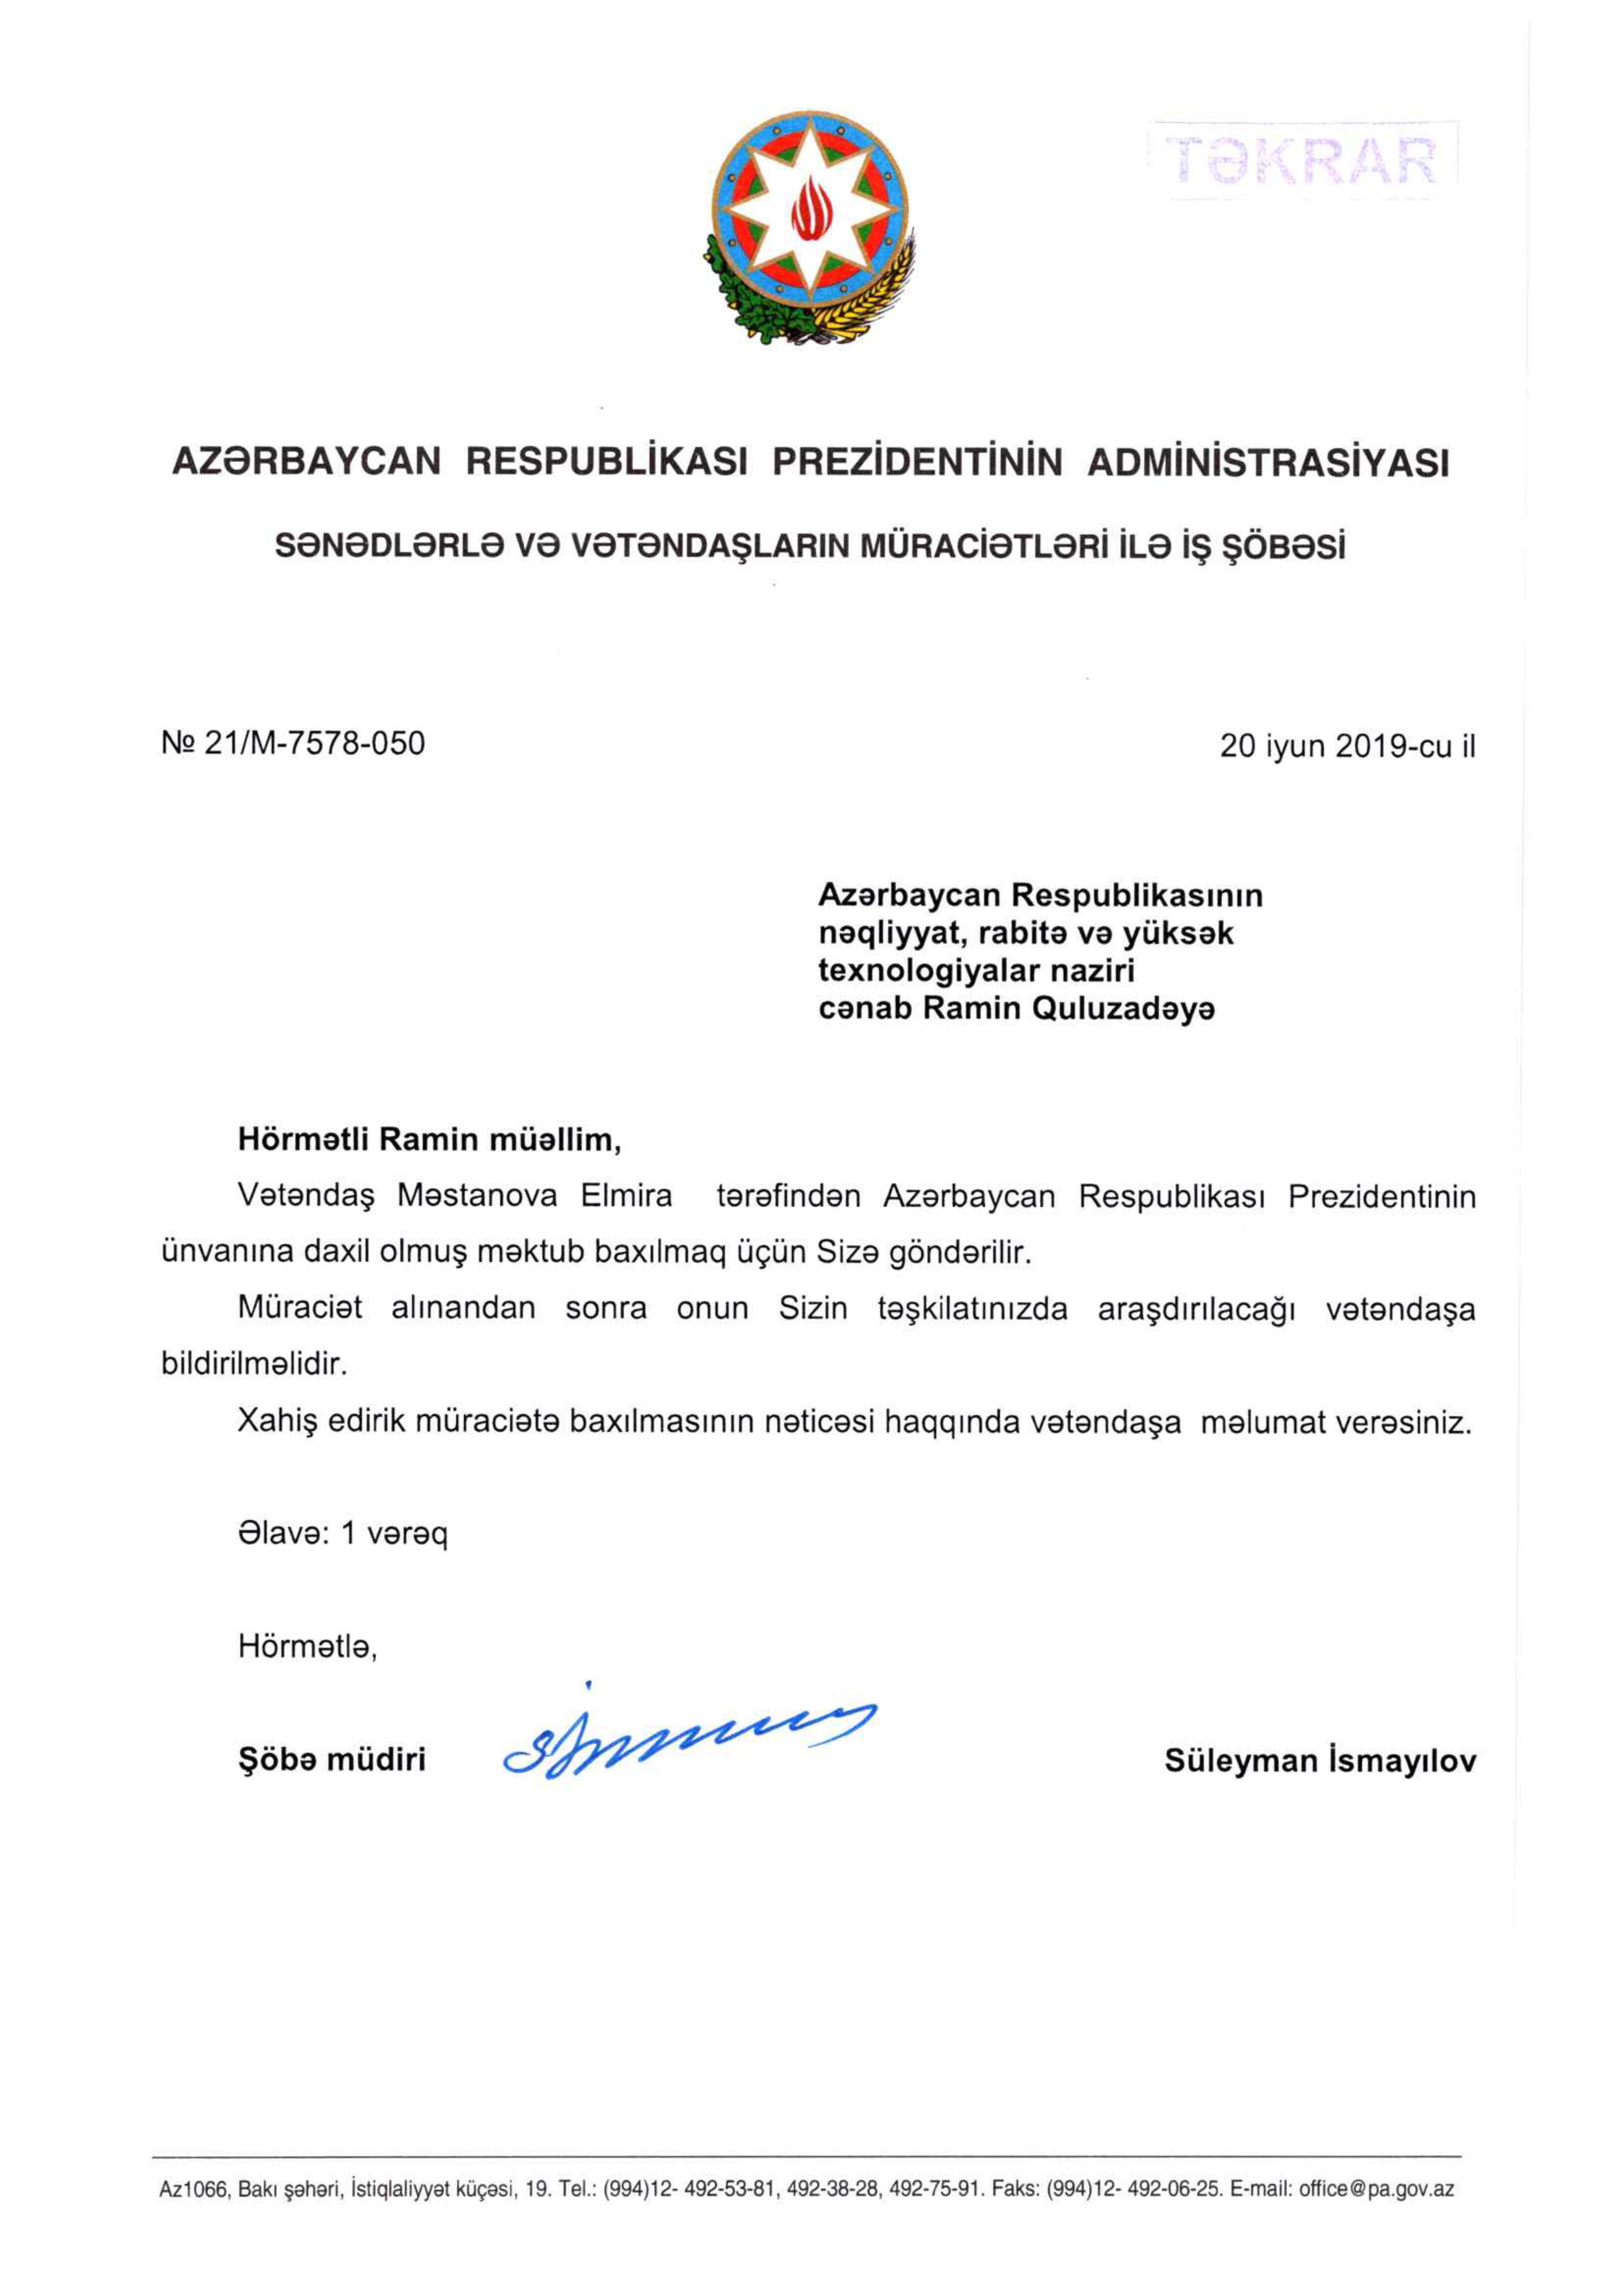 TƏKRAR
AZƏRBAYCAN RESPUBLİKASI PREZİDENTİNİN ADMİNİSTRASİYASI
SƏNƏDLƏRLƏ VƏ VƏTƏNDAŞLARIN MÜRACİƏTLƏRİ İLƏ İŞ ŞÖBƏSİ
№ 21/M-7578-050
20 iyun 2019-cu il
Azərbaycan Respublikasının
nəqliyyat, rabitə və yüksək
texnologiyalar naziri
cənab Ramin Quluzadəyə
Hörmətli Ramin müəllim,
Vətəndaş Məstanova Elmira tərəfindən Azərbaycan Respublikası Prezidentinin
ünvanına daxil olmuş məktub baxılmaq üçün Sizə göndərilir.
Müraciət alınandan sonra onun Sizin təşkilatınızda araşdırılacağı vətəndaşa
bildirilməlidir.
Xahiş edirik müraciətə baxılmasının nəticəsi haqqında vətəndaşa məlumat verəsiniz.
Əlavə: 1 vərəq
Hörmətlə,
Şöbə müdiri
Süleyman İsmayılov
Az1066, Bakı şəhəri, İstiqlaliyyət küçəsi, 19. Tel.: (994)12- 492-53-81, 492-38-28, 492-75-91. Faks: (994)12- 492-06-25. E-mail: office@pa.gov.az